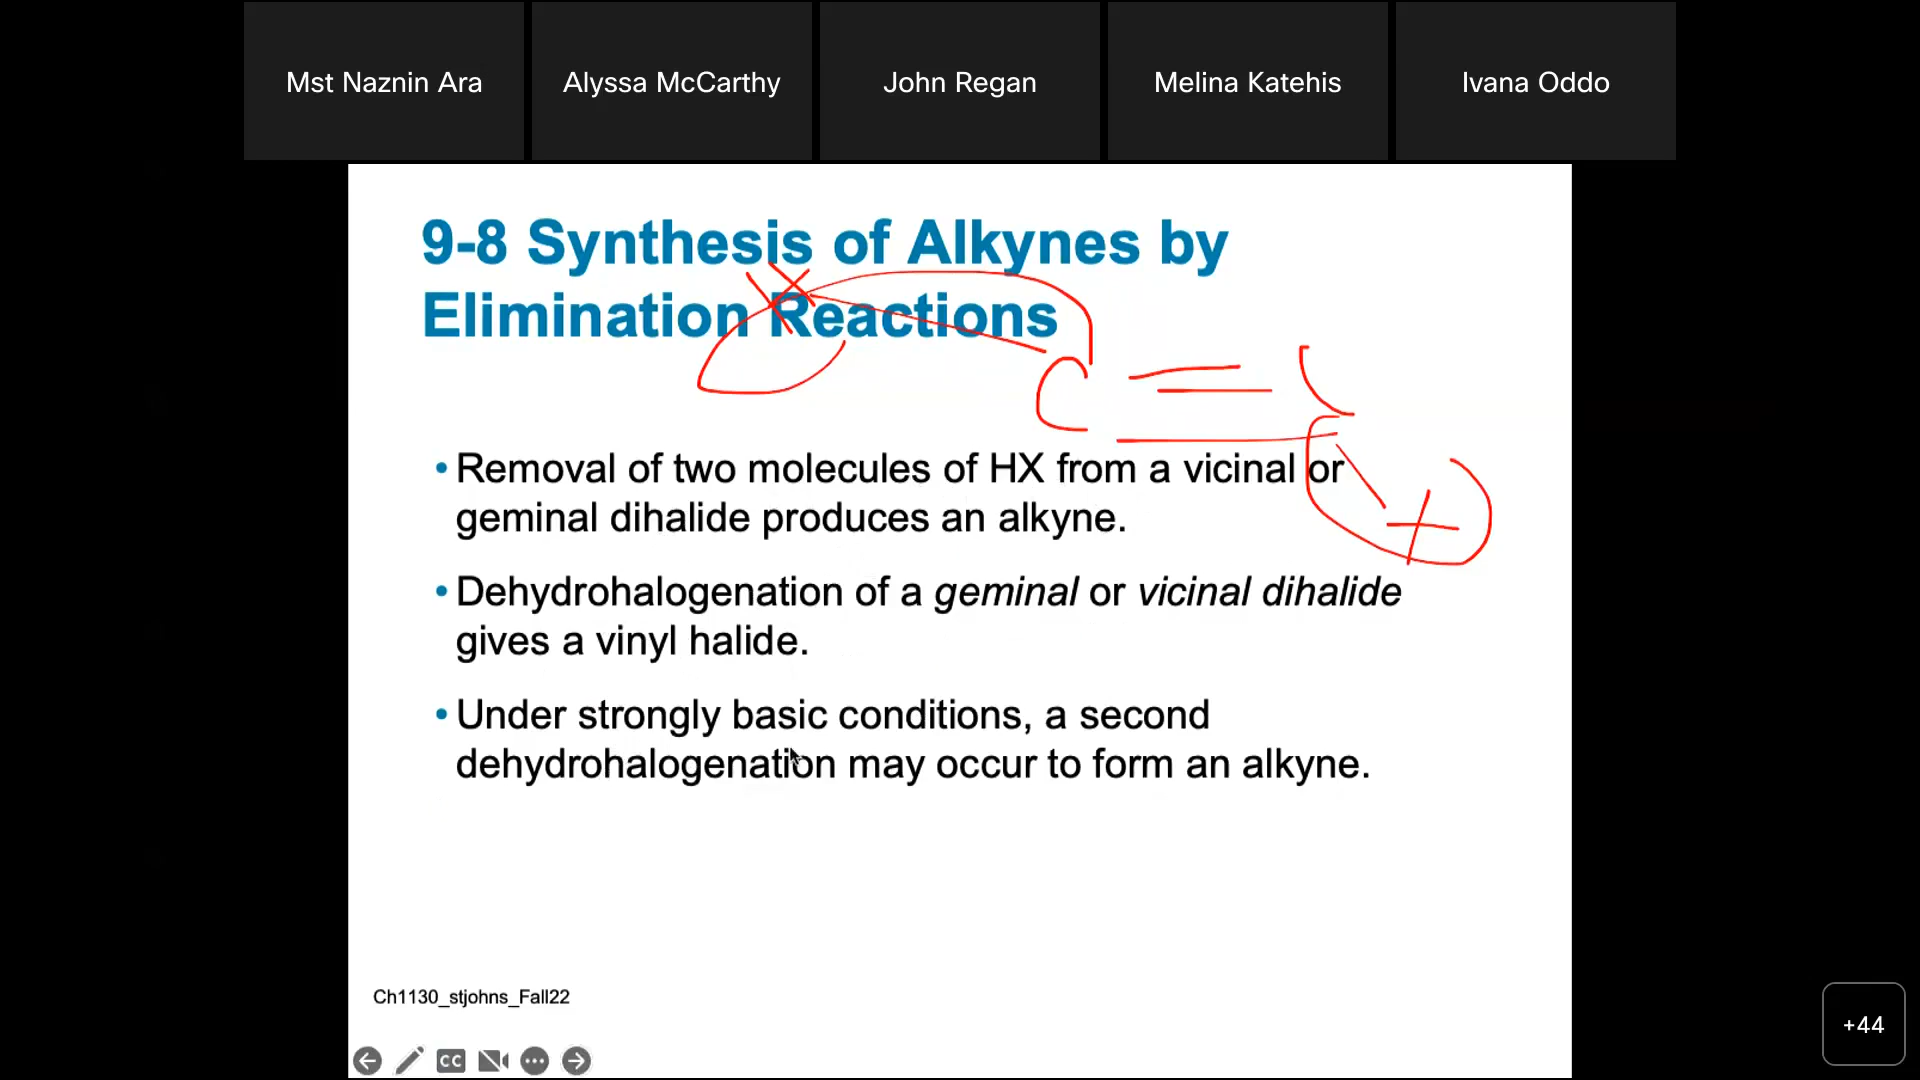 Mst Naznin Ara
Alyssa McCarthy
John Regan
Melina Katehis
Ivana Oddo
9-8 Synthesis of Alkynes by
Elimination Reactions
• Removal of two molecules of HX from a vicinal or
geminal dihalide produces an alkyne.
• Dehydrohalogenation of a geminal or vicinal dihalide
gives a vinyl halide.
• Under strongly basic conditions, a second
dehydrohalogenation may occur to form an alkyne.
Ch1130_stjohns_Fall22
CC
+44